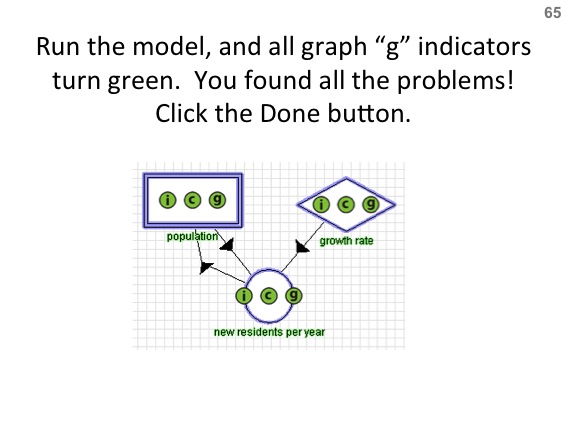 65
Run the model, and all graph “g” indicators
turn green.  You found all the problems!
Click the Done button.
i c g
i c g
population
growth rate
i c g
new residents per year